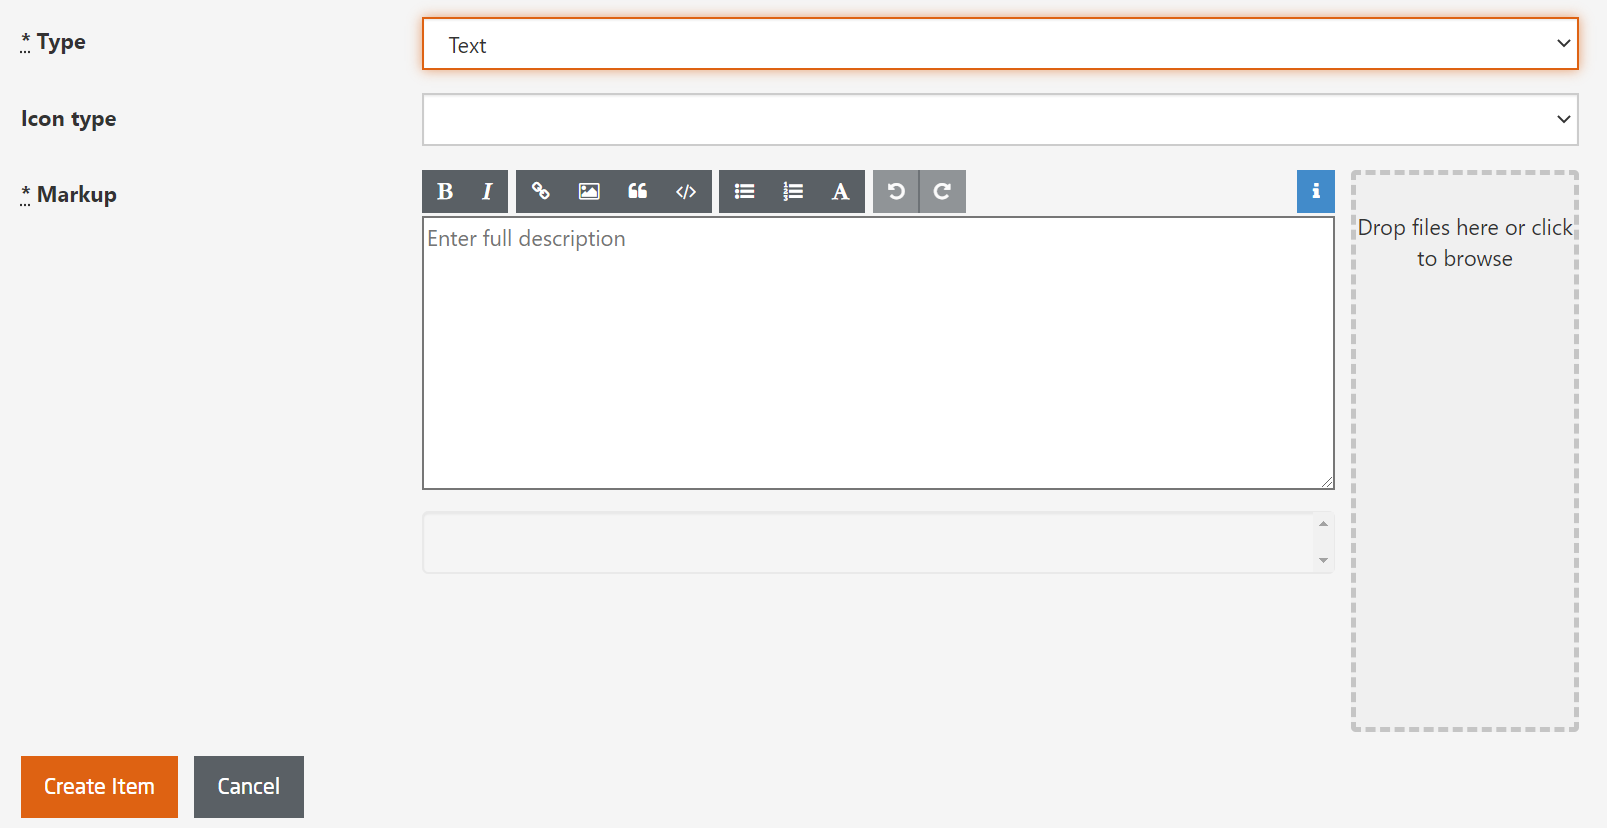 * Type
Text
Icon type
* Markup
B I
A
i
Enter full description
Drop files here or click
to browse
Create Item
Cancel